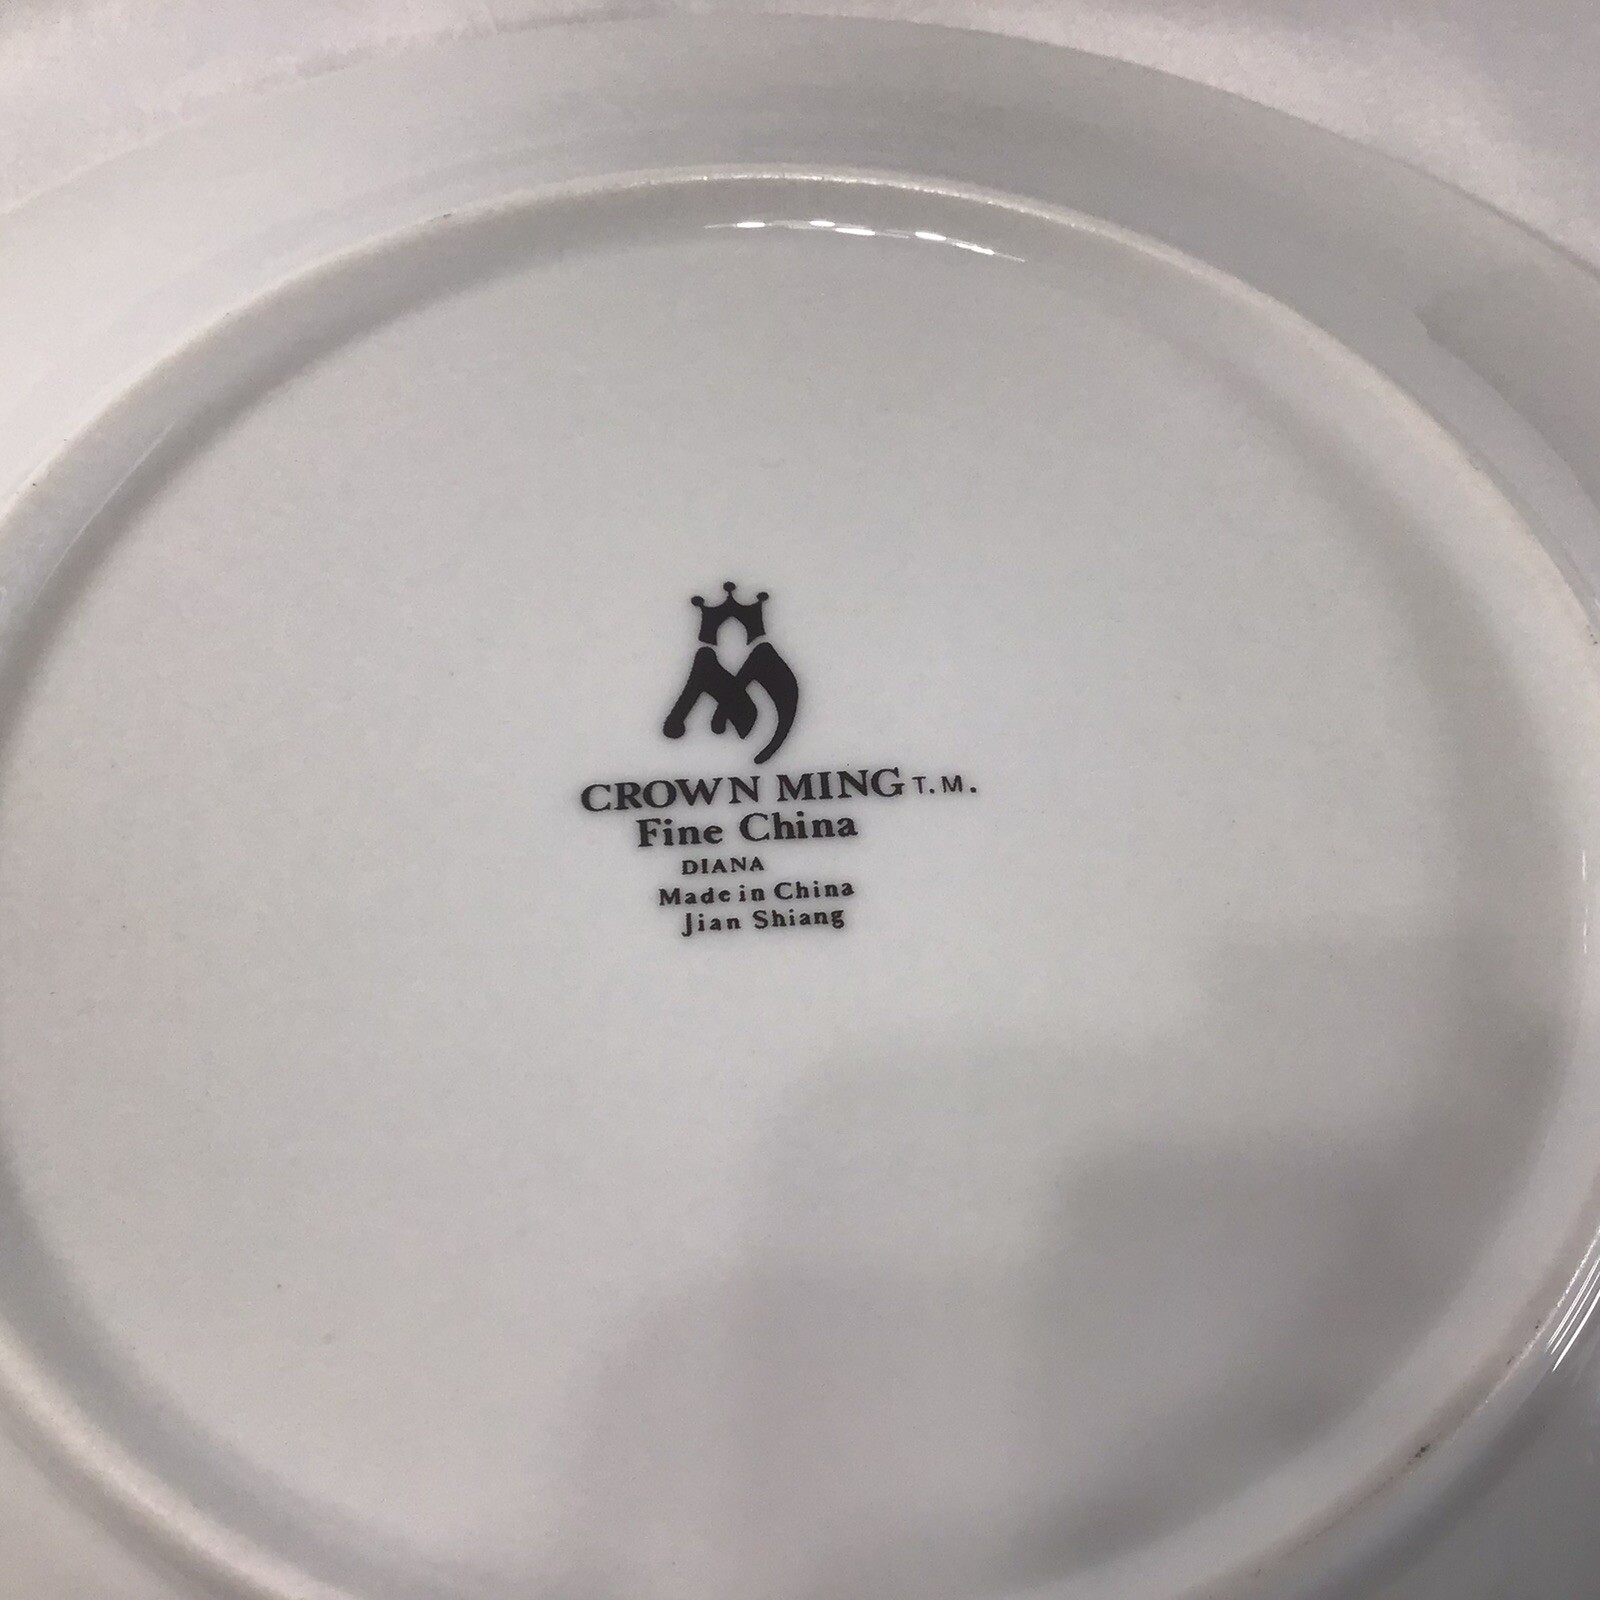 CROWN MING T.M.
Fine China
DIANA
Made in China
Jian Shiang